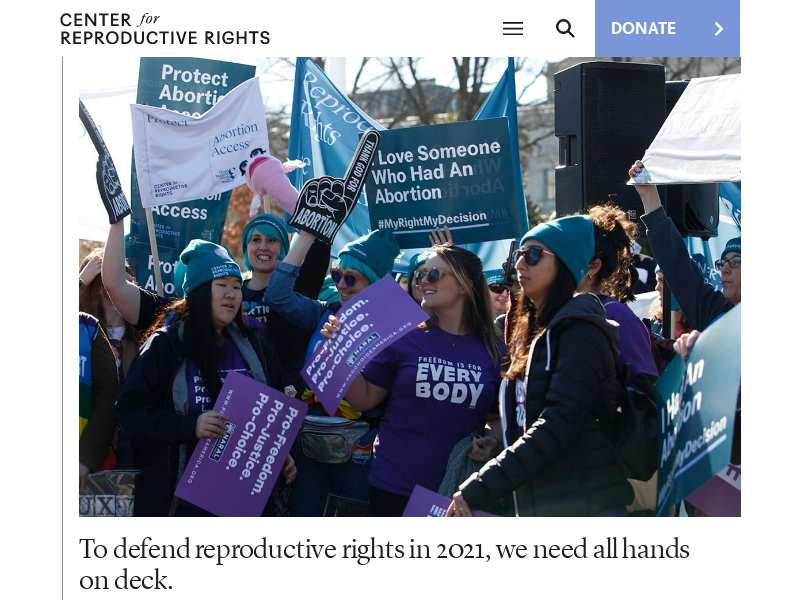 CENTER for
REPRODUCTIVE RIGHTS
DONATE
Protect
Abortion
Access
Protect
Abortion
Access
CENTER for
REPRODUCTIVE
RIGHTS
Access
Reproductive
Rights
THANK GOD FOR
ABORTION
I Love Someone
Who Had An
Abortion
#MyRightMyDecision
pro-Freedom.
Pro-Justice.
Pro-Choice.
NARAL
WWW.PROCHOICEAMERICA.ORG
FREEDOM IS FOR
EVERY
BODY
pro-Freedom.
pro-Justice.
pro-Choice.
NARAL
I Had An
Abortion
#MyRightMyDecision
To defend reproductive rights in 2021, we need all hands
on deck.